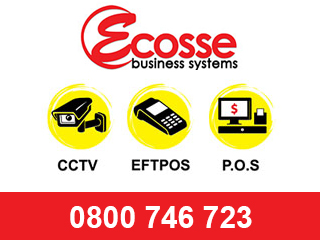 Ecosse
business systems
$
CCTV EFTPOS P.O.S
0800 746 723